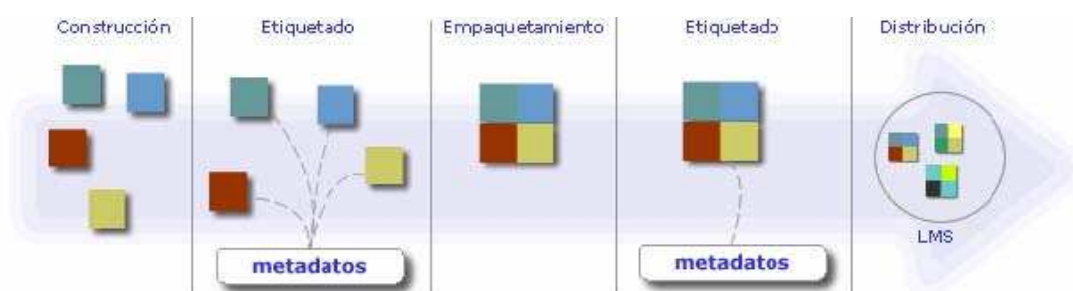 Construcción
Etiquetado
Empaquetamiento
Etiquetado
Distribución
metadatos
metadatos
LMS